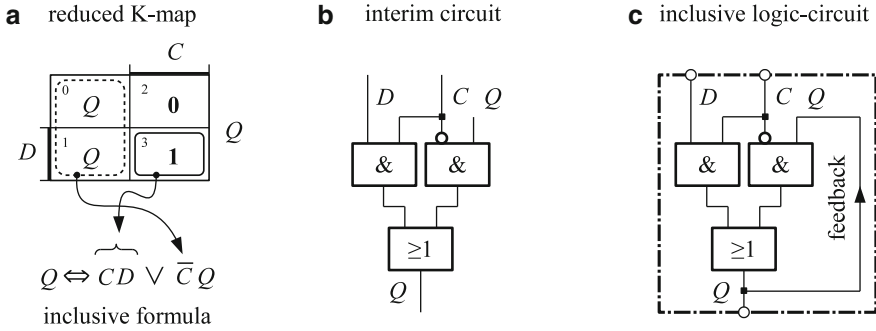 a reduced K-map
C
0 Q 2 0
D 1 Q 3 1 Q
Q ⇔ CD ∨ C̅ Q
inclusive formula
b interim circuit
D C Q
& &
≥1
Q
c inclusive logic-circuit
D C Q
& &
≥1
feedback
Q